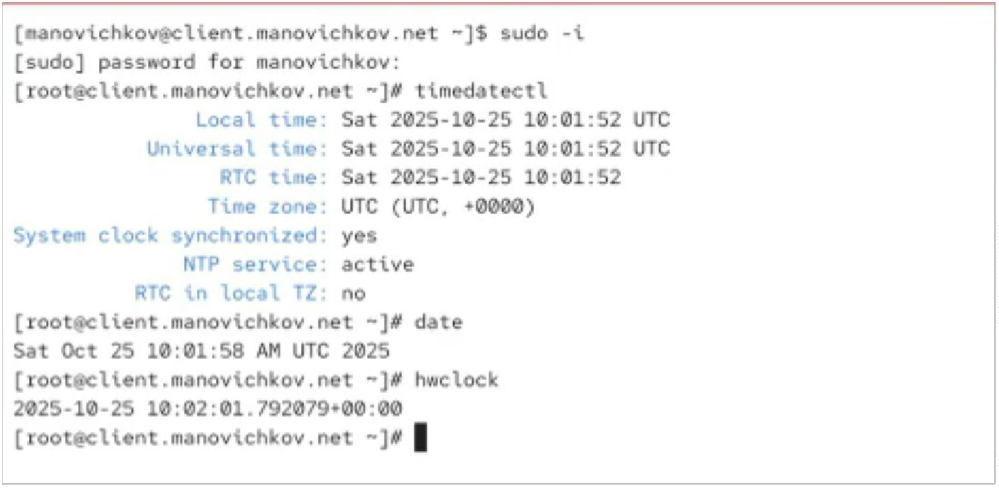 [manovichkov@client.manovichkov.net ~]$ sudo -i
[sudo] password for manovichkov:
[root@client.manovichkov.net ~]# timedatectl
Local time: Sat 2025-10-25 10:01:52 UTC
Universal time: Sat 2025-10-25 10:01:52 UTC
RTC time: Sat 2025-10-25 10:01:52
Time zone: UTC (UTC, +0000)
System clock synchronized: yes
NTP service: active
RTC in local TZ: no
[root@client.manovichkov.net ~]# date
Sat Oct 25 10:01:58 AM UTC 2025
[root@client.manovichkov.net ~]# hwclock
2025-10-25 10:02:01.792079+00:00
[root@client.manovichkov.net ~]#